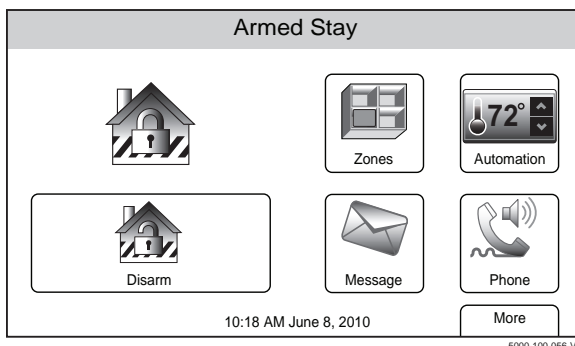 Armed Stay
72°
Zones
Automation
Disarm
Message
Phone
10:18 AM June 8, 2010
More